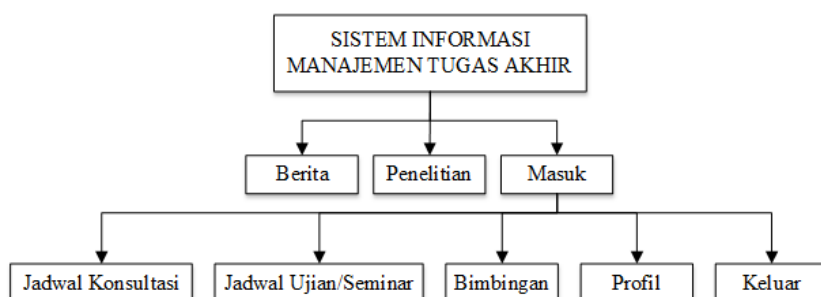 SISTEM INFORMASI
MANAJEMEN TUGAS AKHIR
Berita
Penelitian
Masuk
Jadwal Konsultasi
Jadwal Ujian/Seminar
Bimbingan
Profil
Keluar